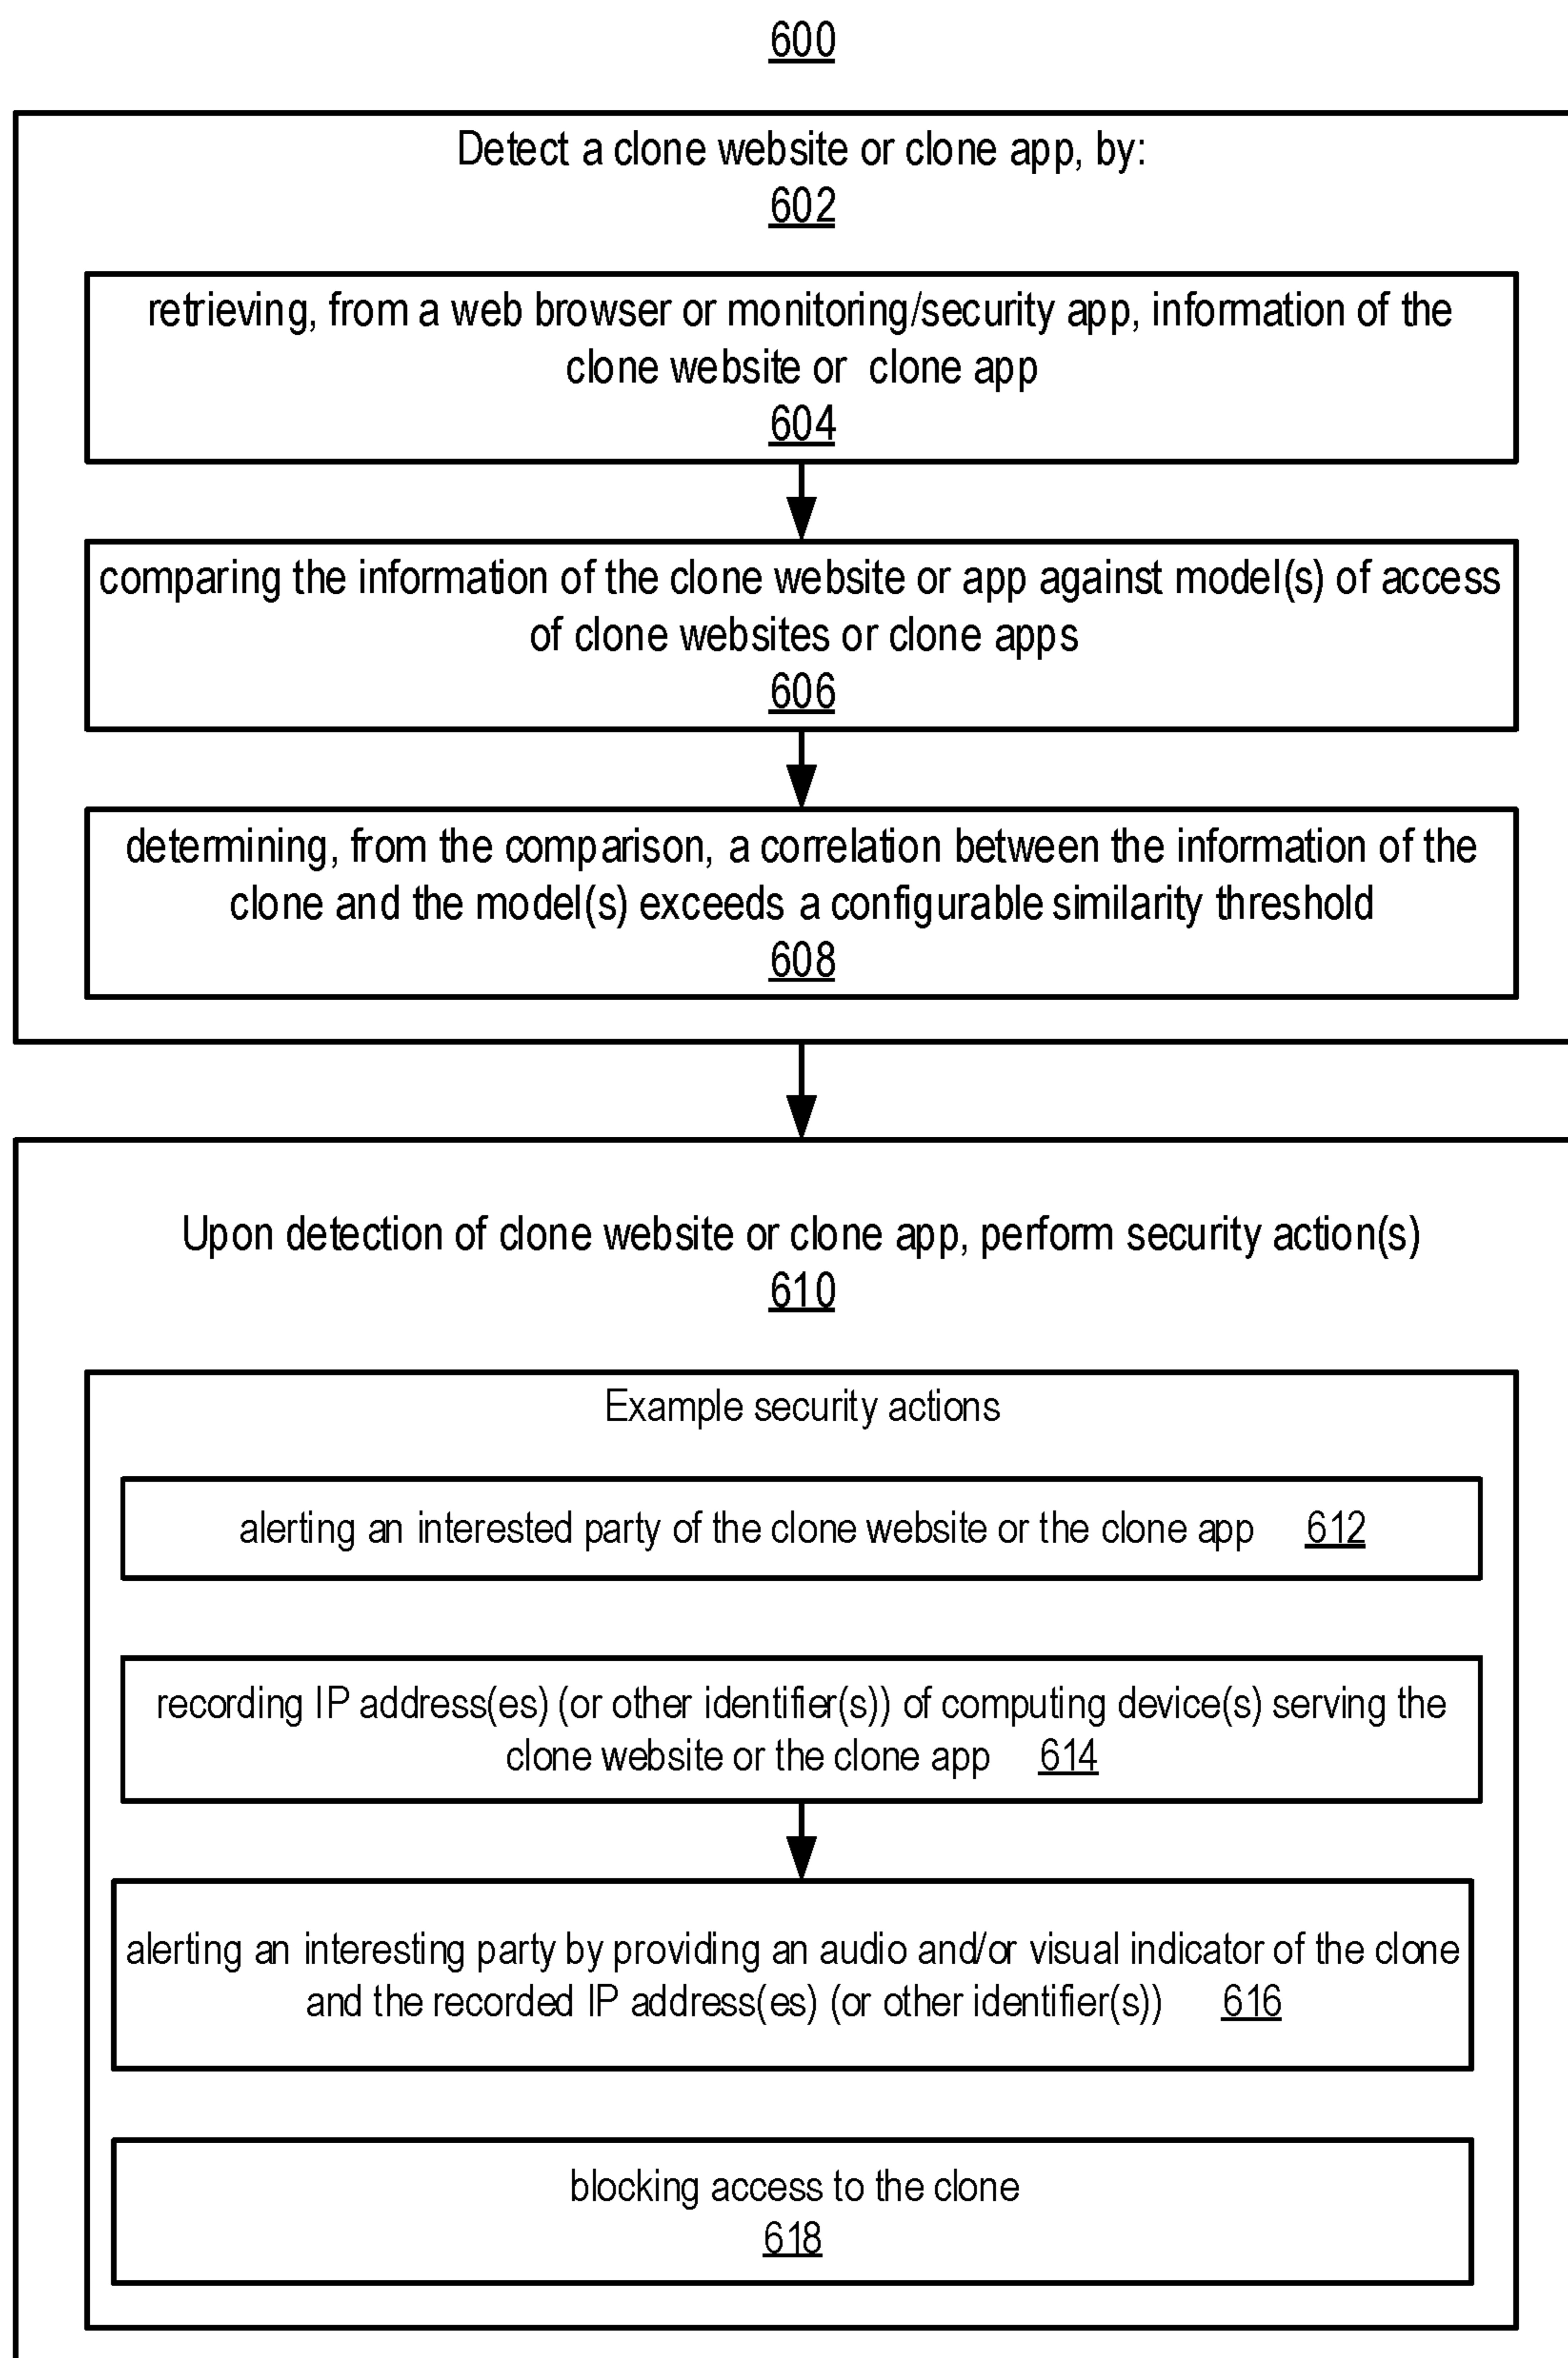 600
Detect a clone website or clone app, by:
602
retrieving, from a web browser or monitoring/security app, information of the
clone website or clone app
604
comparing the information of the clone website or app against model(s) of access
of clone websites or clone apps
606
determining, from the comparison, a correlation between the information of the
clone and the model(s) exceeds a configurable similarity threshold
608
Upon detection of clone website or clone app, perform security action(s)
610
Example security actions
alerting an interested party of the clone website or the clone app 612
recording IP address(es) (or other identifier(s)) of computing device(s) serving the
clone website or the clone app 614
alerting an interesting party by providing an audio and/or visual indicator of the clone
and the recorded IP address(es) (or other identifier(s)) 616
blocking access to the clone
618